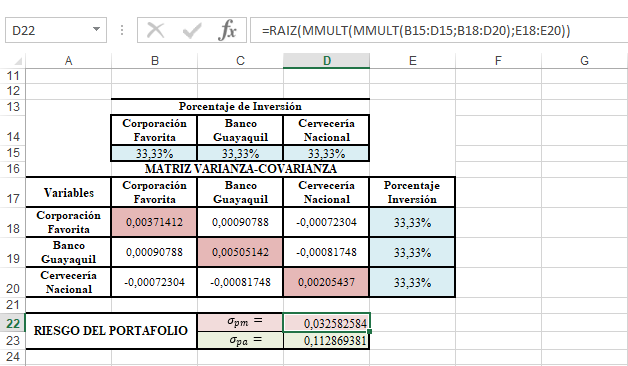 D22
fx
=RAIZ(MMULT(MMULT(B15:D15;B18:D20);E18:E20))
A B C D E F G
11
12
13 Porcentaje de Inversión
14 Corporación Favorita Banco Guayaquil Cervecería Nacional
15 33,33% 33,33% 33,33%
16 MATRIZ VARIANZA-COVARIANZA
17 Variables Corporación Favorita Banco Guayaquil Cervecería Nacional Porcentaje Inversión
18 Corporación Favorita 0,00371412 0,00090788 -0,00072304 33,33%
19 Banco Guayaquil 0,00090788 0,00505142 -0,00081748 33,33%
20 Cervecería Nacional -0,00072304 -0,00081748 0,00205437 33,33%
21
22 RIESGO DEL PORTAFOLIO σpm = 0,032582584
23 σpa = 0,112869381
24